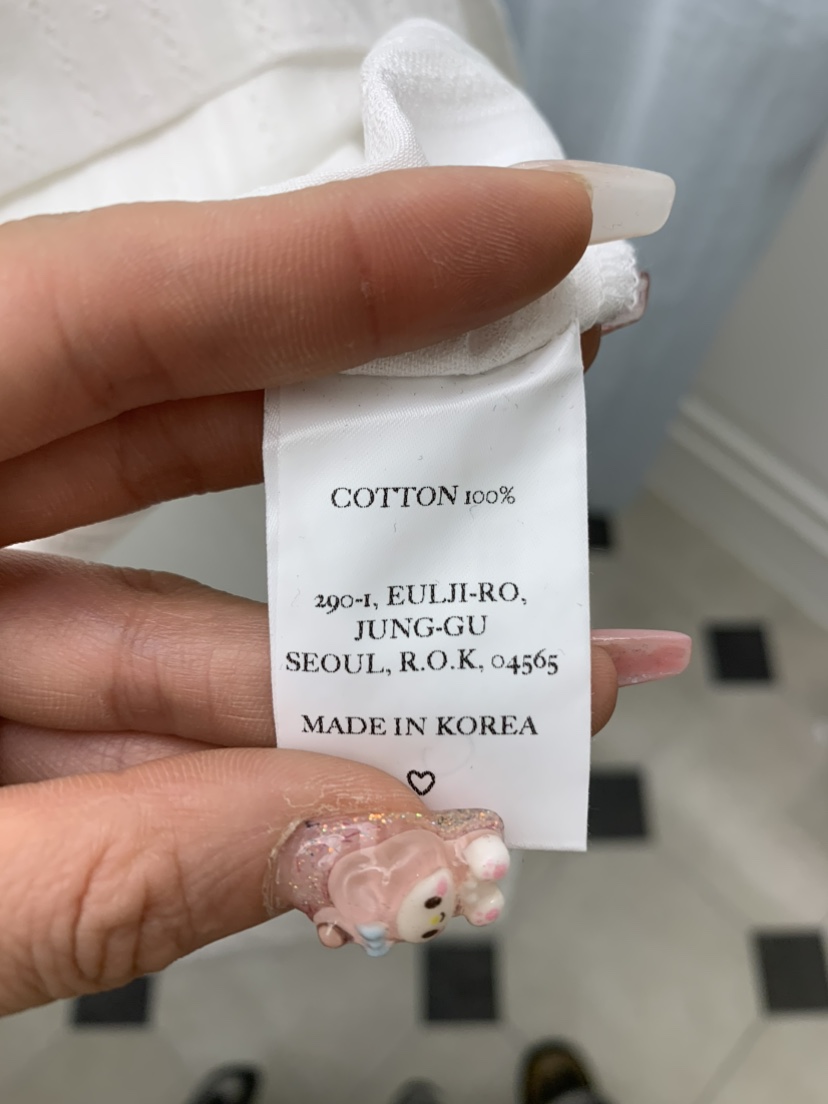 COTTON 100%
290-1, EULJI-RO,
JUNG-GU
SEOUL, R.O.K, 04565
MADE IN KOREA
♡